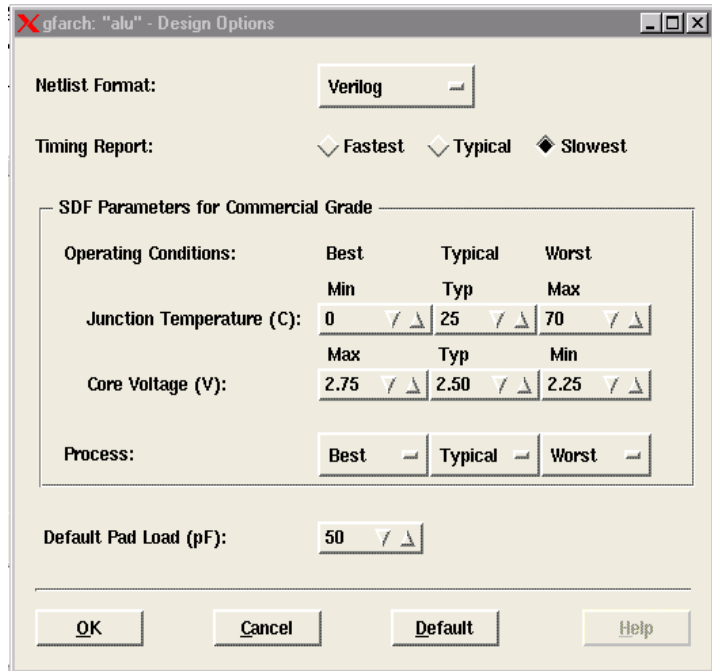 gfarch: "alu" - Design Options
Netlist Format: Verilog
Timing Report: Fastest Typical Slowest
SDF Parameters for Commercial Grade
Operating Conditions: Best Typical Worst
Min Typ Max
Junction Temperature (C): 0 25 70
Max Typ Min
Core Voltage (V): 2.75 2.50 2.25
Process: Best Typical Worst
Default Pad Load (pF): 50
OK Cancel Default Help